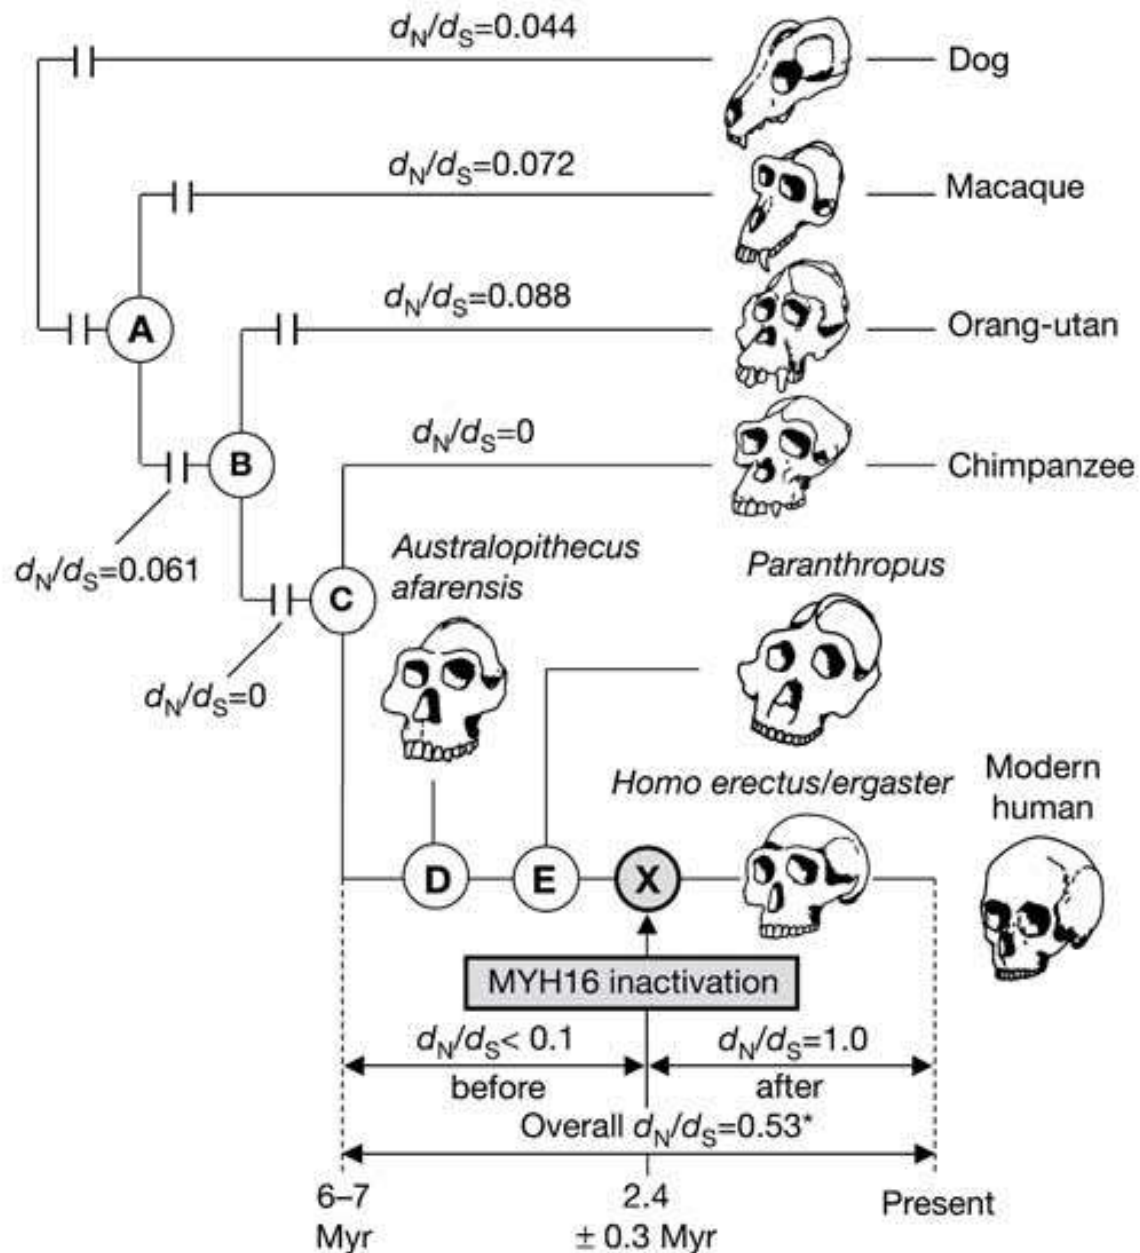 dN/dS=0.044
Dog
dN/dS=0.072
Macaque
dN/dS=0.088
A
Orang-utan
dN/dS=0
B
Chimpanzee
dN/dS=0.061
Australopithecus
afarensis
Paranthropus
C
dN/dS=0
Homo erectus/ergaster
Modern
human
D
E
X
MYH16 inactivation
dN/dS< 0.1
dN/dS=1.0
before
after
Overall dN/dS=0.53*
6–7
Myr
2.4
± 0.3 Myr
Present